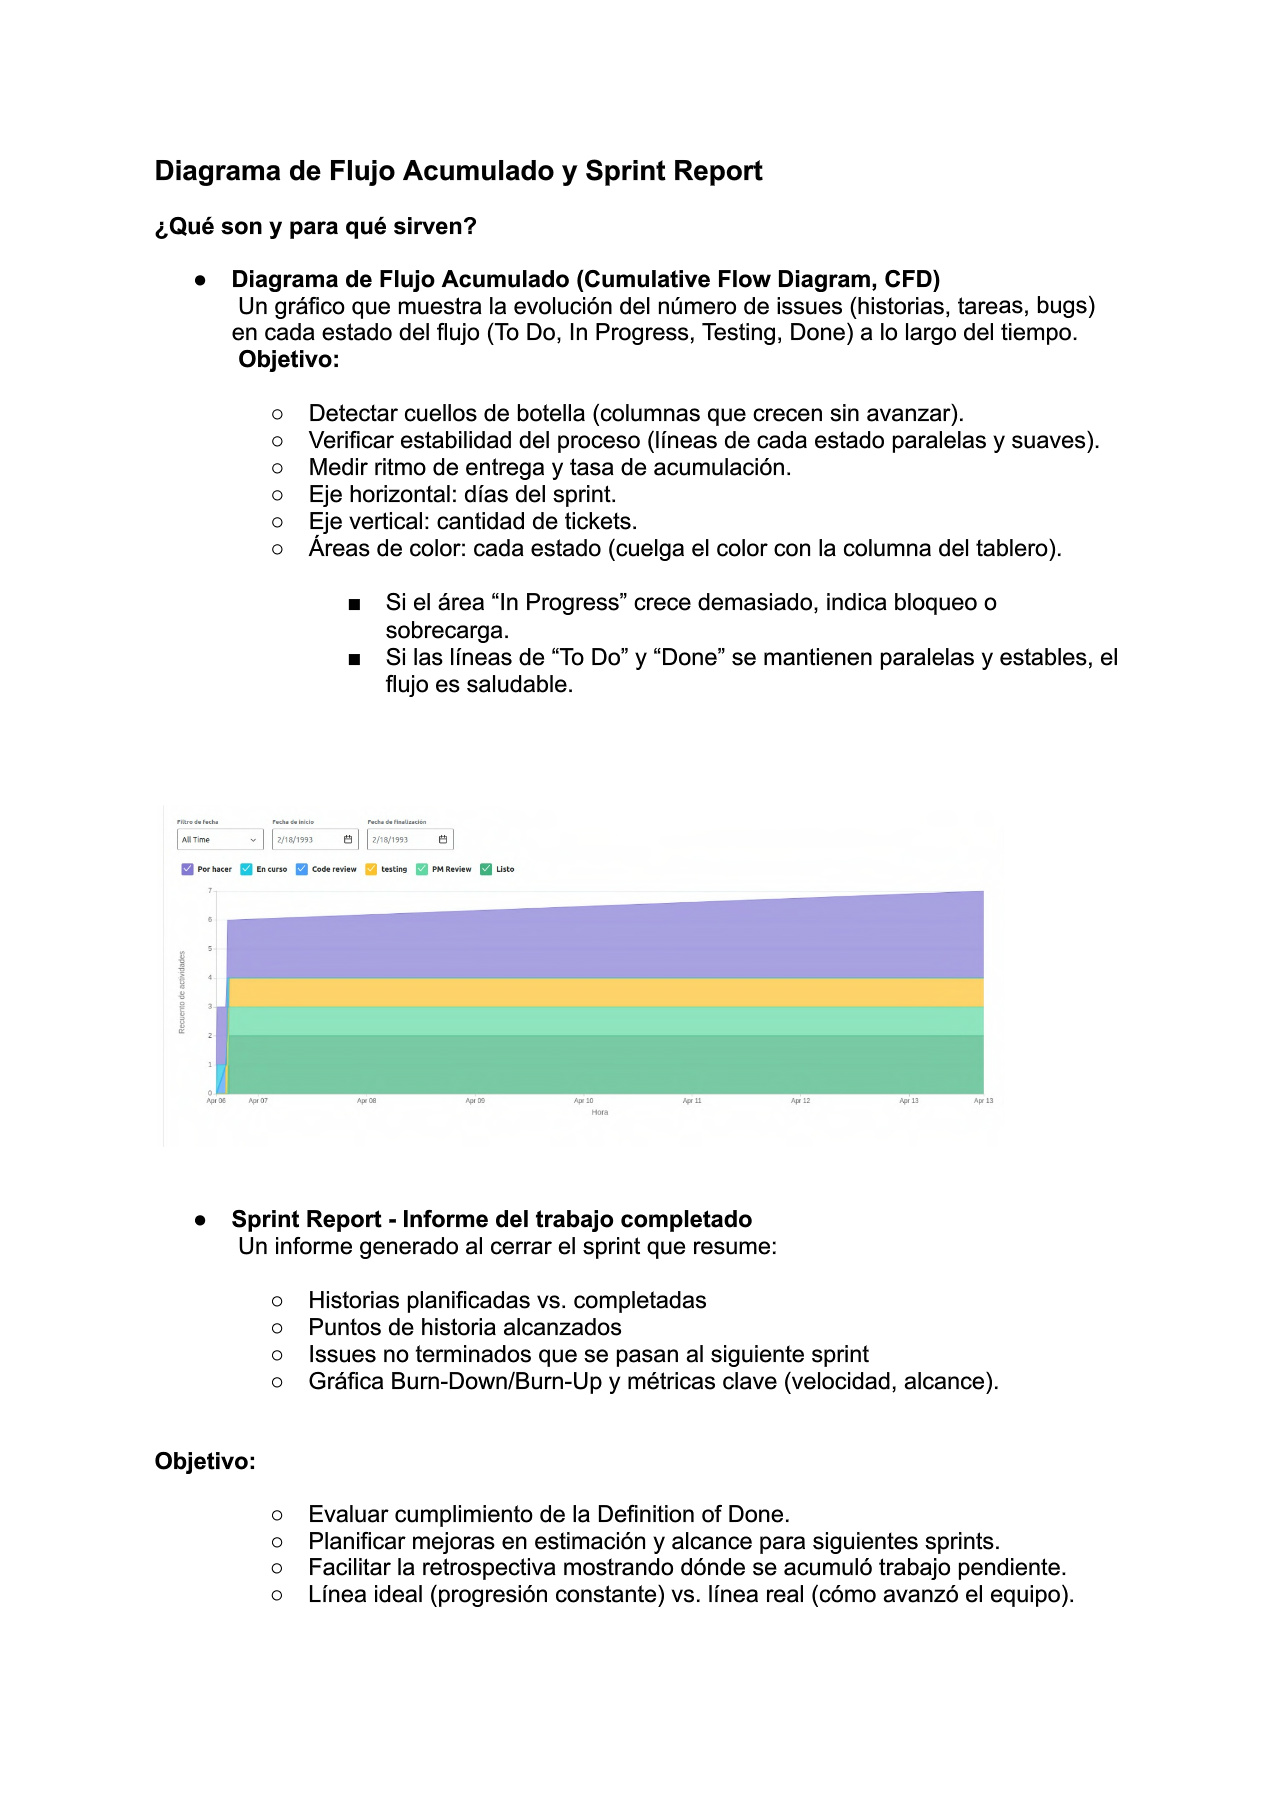 Diagrama de Flujo Acumulado y Sprint Report
¿Qué son y para qué sirven?
● Diagrama de Flujo Acumulado (Cumulative Flow Diagram, CFD)
Un gráfico que muestra la evolución del número de issues (historias, tareas, bugs)
en cada estado del flujo (To Do, In Progress, Testing, Done) a lo largo del tiempo.
Objetivo:
○ Detectar cuellos de botella (columnas que crecen sin avanzar).
○ Verificar estabilidad del proceso (líneas de cada estado paralelas y suaves).
○ Medir ritmo de entrega y tasa de acumulación.
○ Eje horizontal: días del sprint.
○ Eje vertical: cantidad de tickets.
○ Áreas de color: cada estado (cuelga el color con la columna del tablero).
■ Si el área “In Progress” crece demasiado, indica bloqueo o
sobrecarga.
■ Si las líneas de “To Do” y “Done” se mantienen paralelas y estables, el
flujo es saludable.
Filtro de fecha Fecha de inicio Fecha de finalización
All Time 2/18/1993 2/18/1993
Por hacer En curso Code review testing PM Review Listo
7
6
5
4
3
2
1
0
Recuento de actividades
Apr 06 Apr 07 Apr 08 Apr 09 Apr 10 Apr 11 Apr 12 Apr 13 Apr 13
Hora
● Sprint Report - Informe del trabajo completado
Un informe generado al cerrar el sprint que resume:
○ Historias planificadas vs. completadas
○ Puntos de historia alcanzados
○ Issues no terminados que se pasan al siguiente sprint
○ Gráfica Burn-Down/Burn-Up y métricas clave (velocidad, alcance).
Objetivo:
○ Evaluar cumplimiento de la Definition of Done.
○ Planificar mejoras en estimación y alcance para siguientes sprints.
○ Facilitar la retrospectiva mostrando dónde se acumuló trabajo pendiente.
○ Línea ideal (progresión constante) vs. línea real (cómo avanzó el equipo).